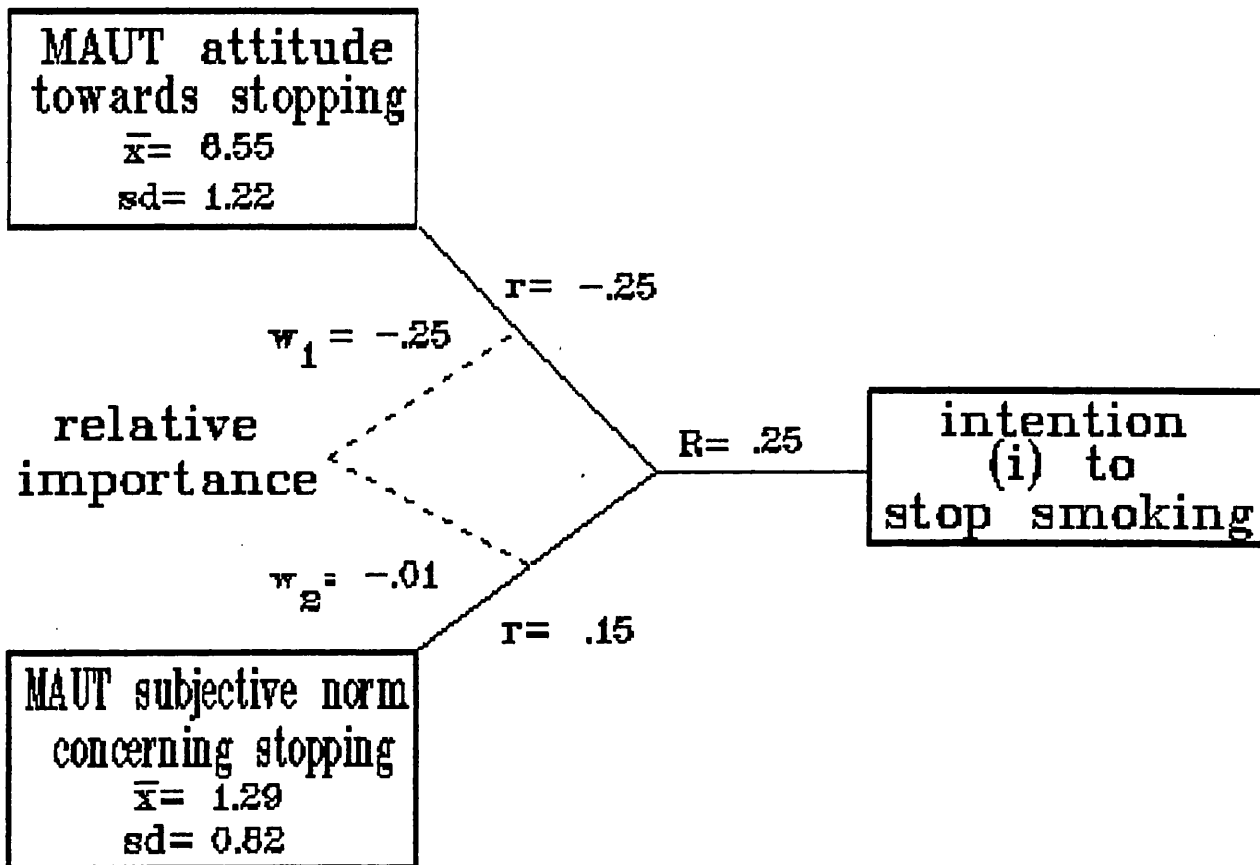 MAUT attitude
towards stopping
x̄= 6.55
sd= 1.22
r= -.25
w1 = -.25
relative
importance
R= .25
intention
(i) to
stop smoking
w2= -.01
r= .15
MAUT subjective norm
concerning stopping
x̄= 1.29
sd= 0.82